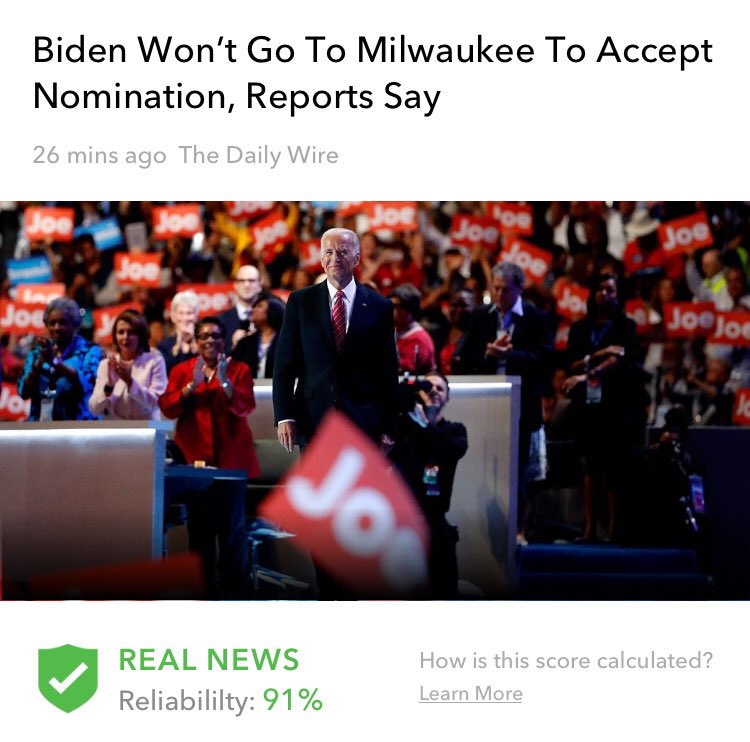 Biden Won’t Go To Milwaukee To Accept
Nomination, Reports Say
26 mins ago The Daily Wire
Joe
Joe
Joe
Joe
Joe
Joe
Joe
Joe
Joe
Joe
Joe
Joe
Joe
REAL NEWS
Reliabililty: 91%
How is this score calculated?
Learn More